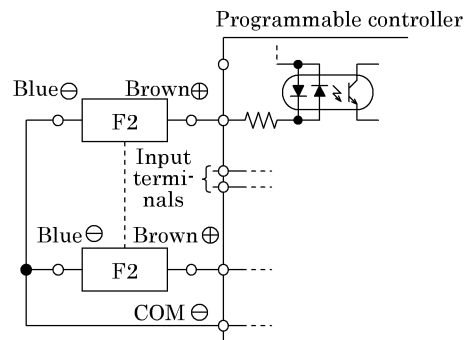 Programmable controller
Blue⊖ Brown⊕
F2
Input
termi-
nals
Blue⊖ Brown⊕
F2
COM⊖